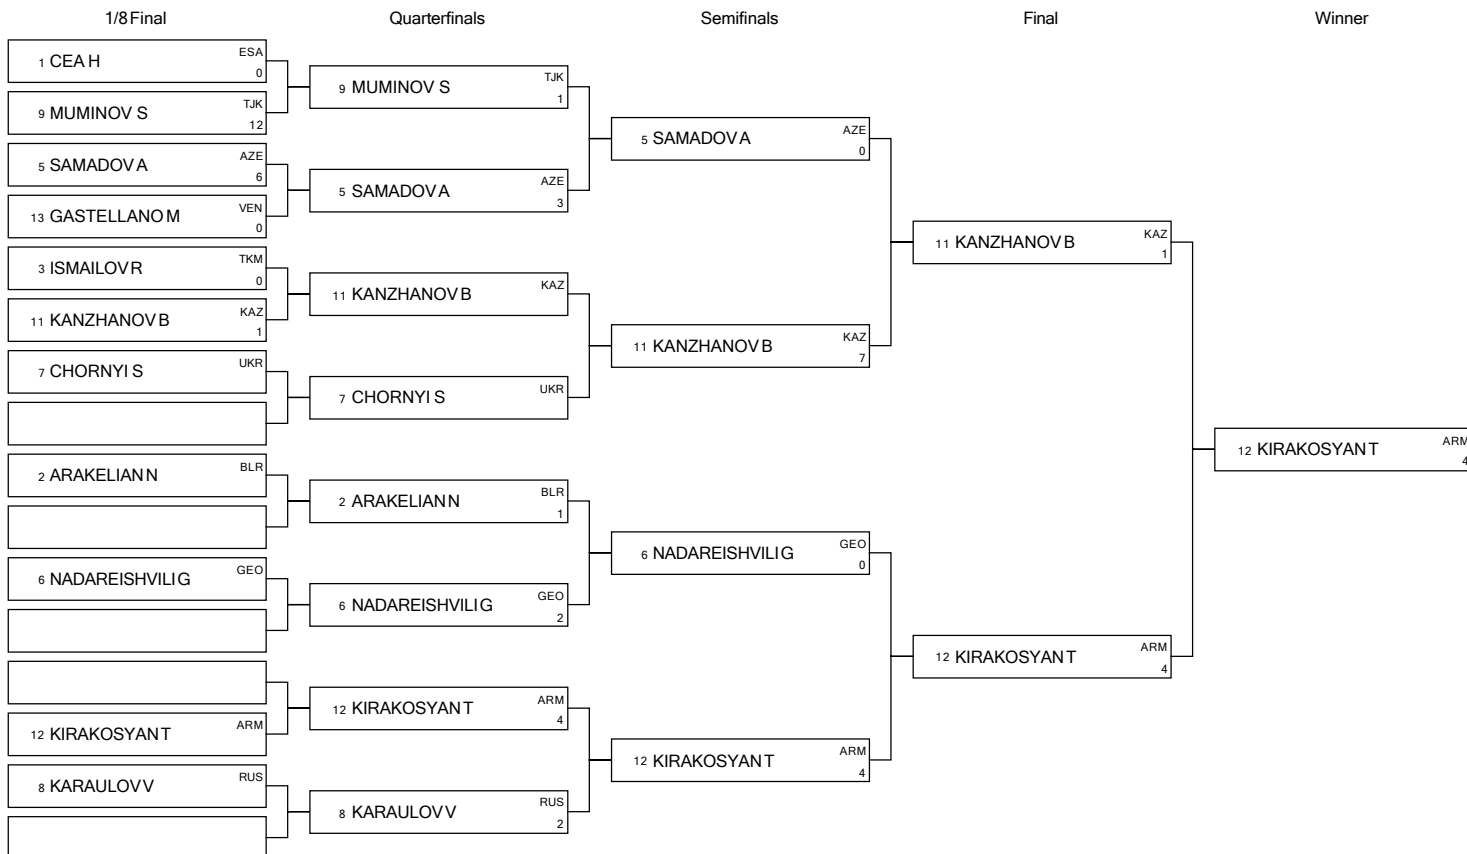 1/8 Final Quarterfinals Semifinals Final Winner
1 CEA H ESA 0
9 MUMINOV S TJK 12
5 SAMADOV A AZE 6
13 GASTELLANO M VEN 0
3 ISMAILOV R TKM 0
11 KANZHANOV B KAZ 1
7 CHORNYI S UKR
2 ARAKELIAN N BLR
6 NADAREISHVILI G GEO
12 KIRAKOSYAN T ARM
8 KARAULOV V RUS
9 MUMINOV S TJK 1
5 SAMADOV A AZE 3
11 KANZHANOV B KAZ
7 CHORNYI S UKR
2 ARAKELIAN N BLR 1
6 NADAREISHVILI G GEO 2
12 KIRAKOSYAN T ARM 4
8 KARAULOV V RUS 2
5 SAMADOV A AZE 0
11 KANZHANOV B KAZ 7
6 NADAREISHVILI G GEO 0
12 KIRAKOSYAN T ARM 4
11 KANZHANOV B KAZ 1
12 KIRAKOSYAN T ARM 4
12 KIRAKOSYAN T ARM 4